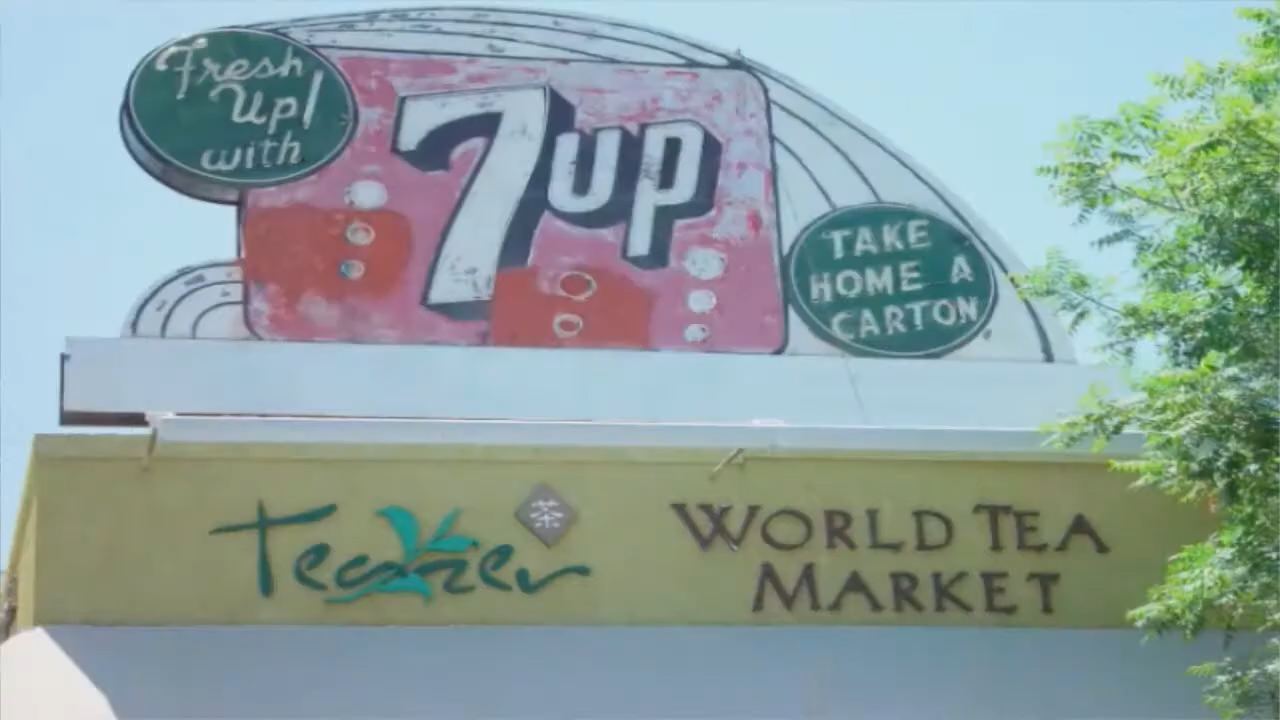 Fresh
Up!
with
7up
TAKE
HOME A
CARTON
茶
Teazer
WORLD TEA
MARKET